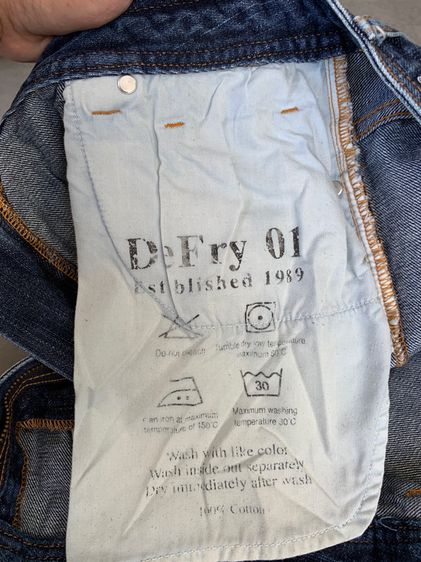 DeFry 01
Established 1989
Do not bleach
Tumble dry low temperature
maximum 50°C
30
iron at maximum
temperature of 150°C
Maximum washing
temperature 30°C
Wash with like color
Wash inside out separately
Dry immediately after wash
100% Cotton